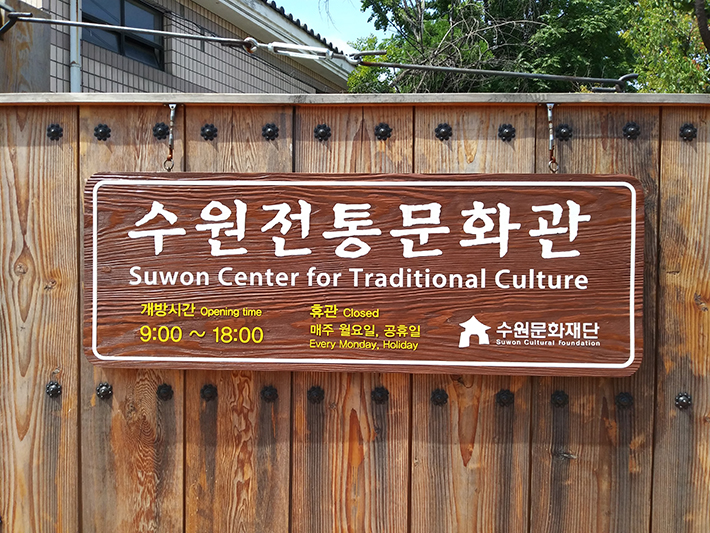 수원전통문화관
Suwon Center for Traditional Culture
개방시간 Opening time
9:00 ~ 18:00
휴관 Closed
매주 월요일, 공휴일
Every Monday, Holiday
수원문화재단
Suwon Cultural Foundation